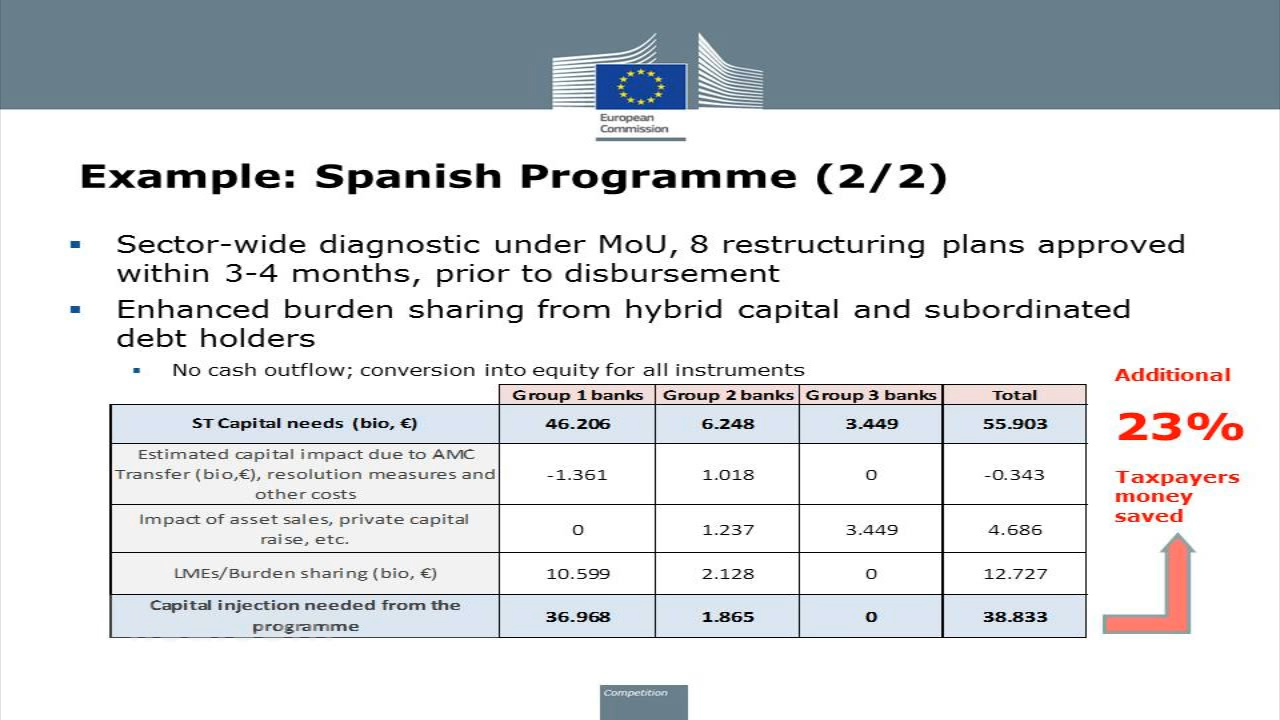 European
Commission
Example: Spanish Programme (2/2)
▪ Sector-wide diagnostic under MoU, 8 restructuring plans approved
within 3-4 months, prior to disbursement
▪ Enhanced burden sharing from hybrid capital and subordinated
debt holders
▪ No cash outflow; conversion into equity for all instruments
Group 1 banks Group 2 banks Group 3 banks Total
ST Capital needs (bio, €) 46.206 6.248 3.449 55.903
Estimated capital impact due to AMC
Transfer (bio,€), resolution measures and
other costs
-1.361 1.018 0 -0.343
Impact of asset sales, private capital
raise, etc.
0 1.237 3.449 4.686
LMEs/Burden sharing (bio, €) 10.599 2.128 0 12.727
Capital injection needed from the
programme
36.968 1.865 0 38.833
Additional
23%
Taxpayers
money
saved
Competition